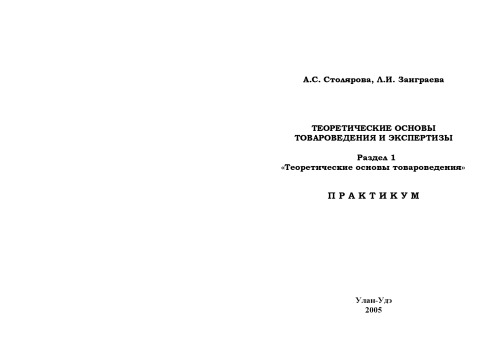 А.С. Столярова, Л.И. Занграева
ТЕОРЕТИЧЕСКИЕ ОСНОВЫ
ТОВАРОВЕДЕНИЯ И ЭКСПЕРТИЗЫ
Раздел 1
«Теоретические основы товароведения»
П Р А К Т И К У М
Улан-Удэ
2005